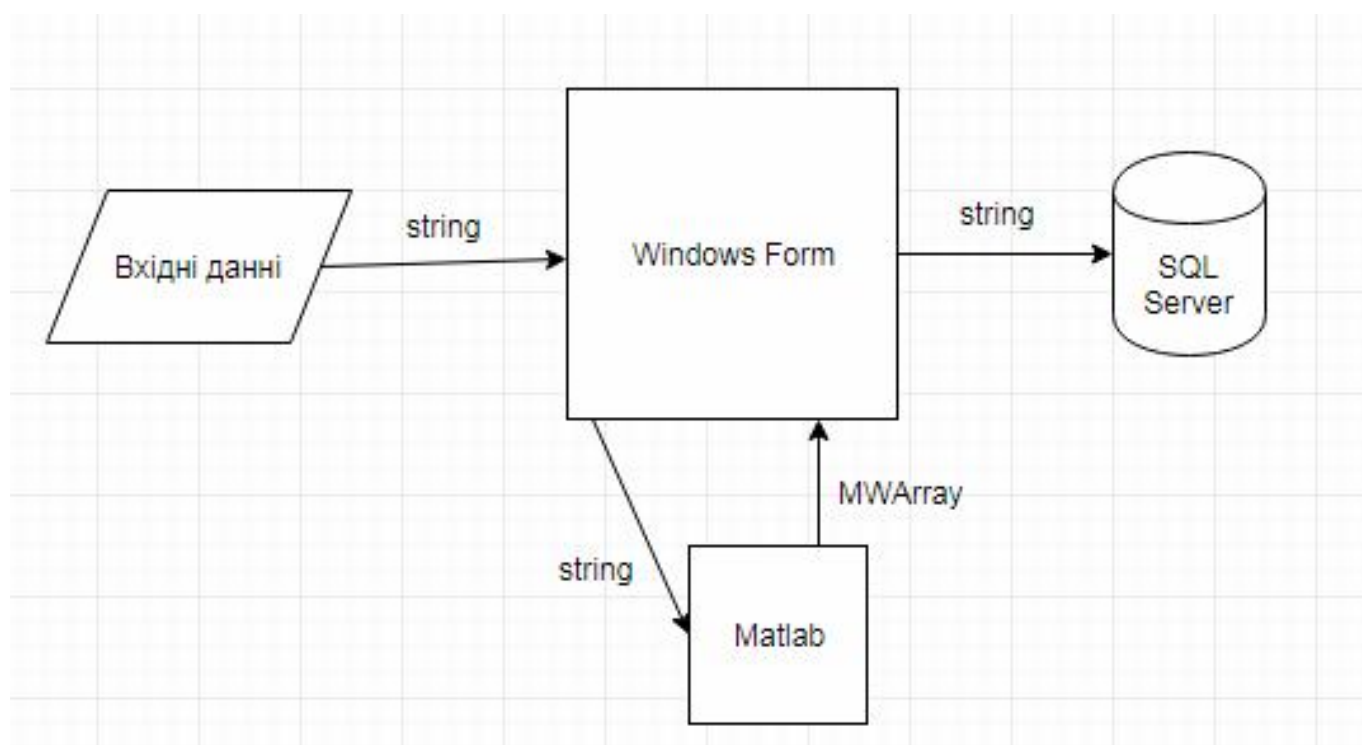 string
Вхідні данні
Windows Form
string
SQL
Server
MWArray
string
Matlab